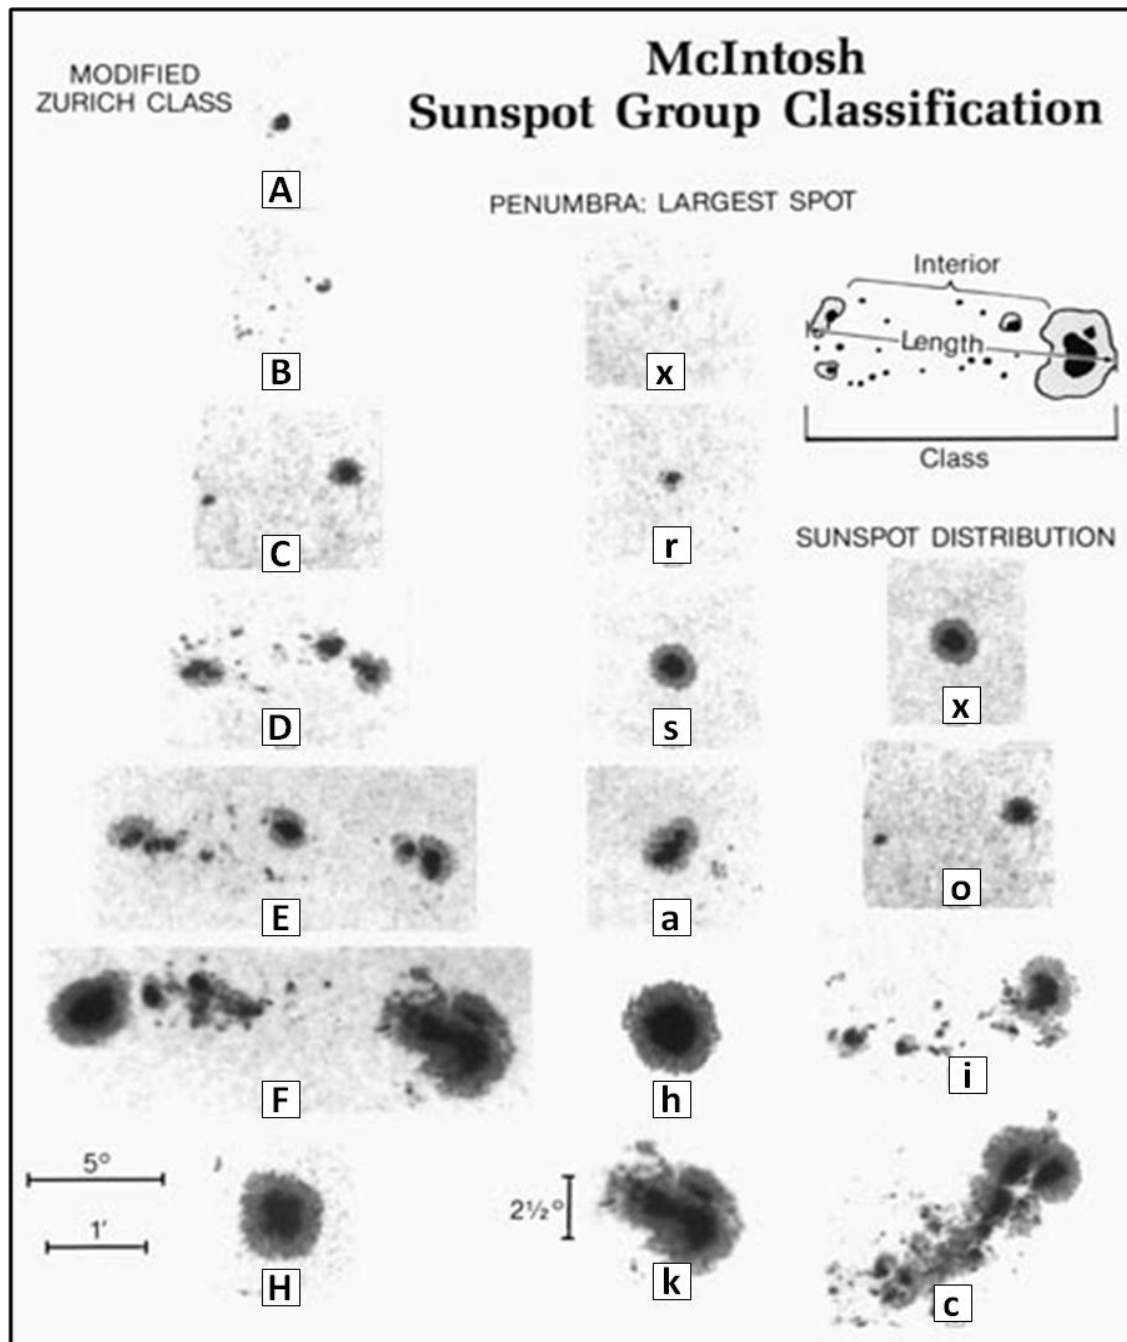 McIntosh
Sunspot Group Classification
MODIFIED
ZURICH CLASS
A
B
C
D
E
F
5°
1'
H
PENUMBRA: LARGEST SPOT
x
r
s
a
h
2½°
k
Interior
Length
Class
SUNSPOT DISTRIBUTION
x
o
i
c